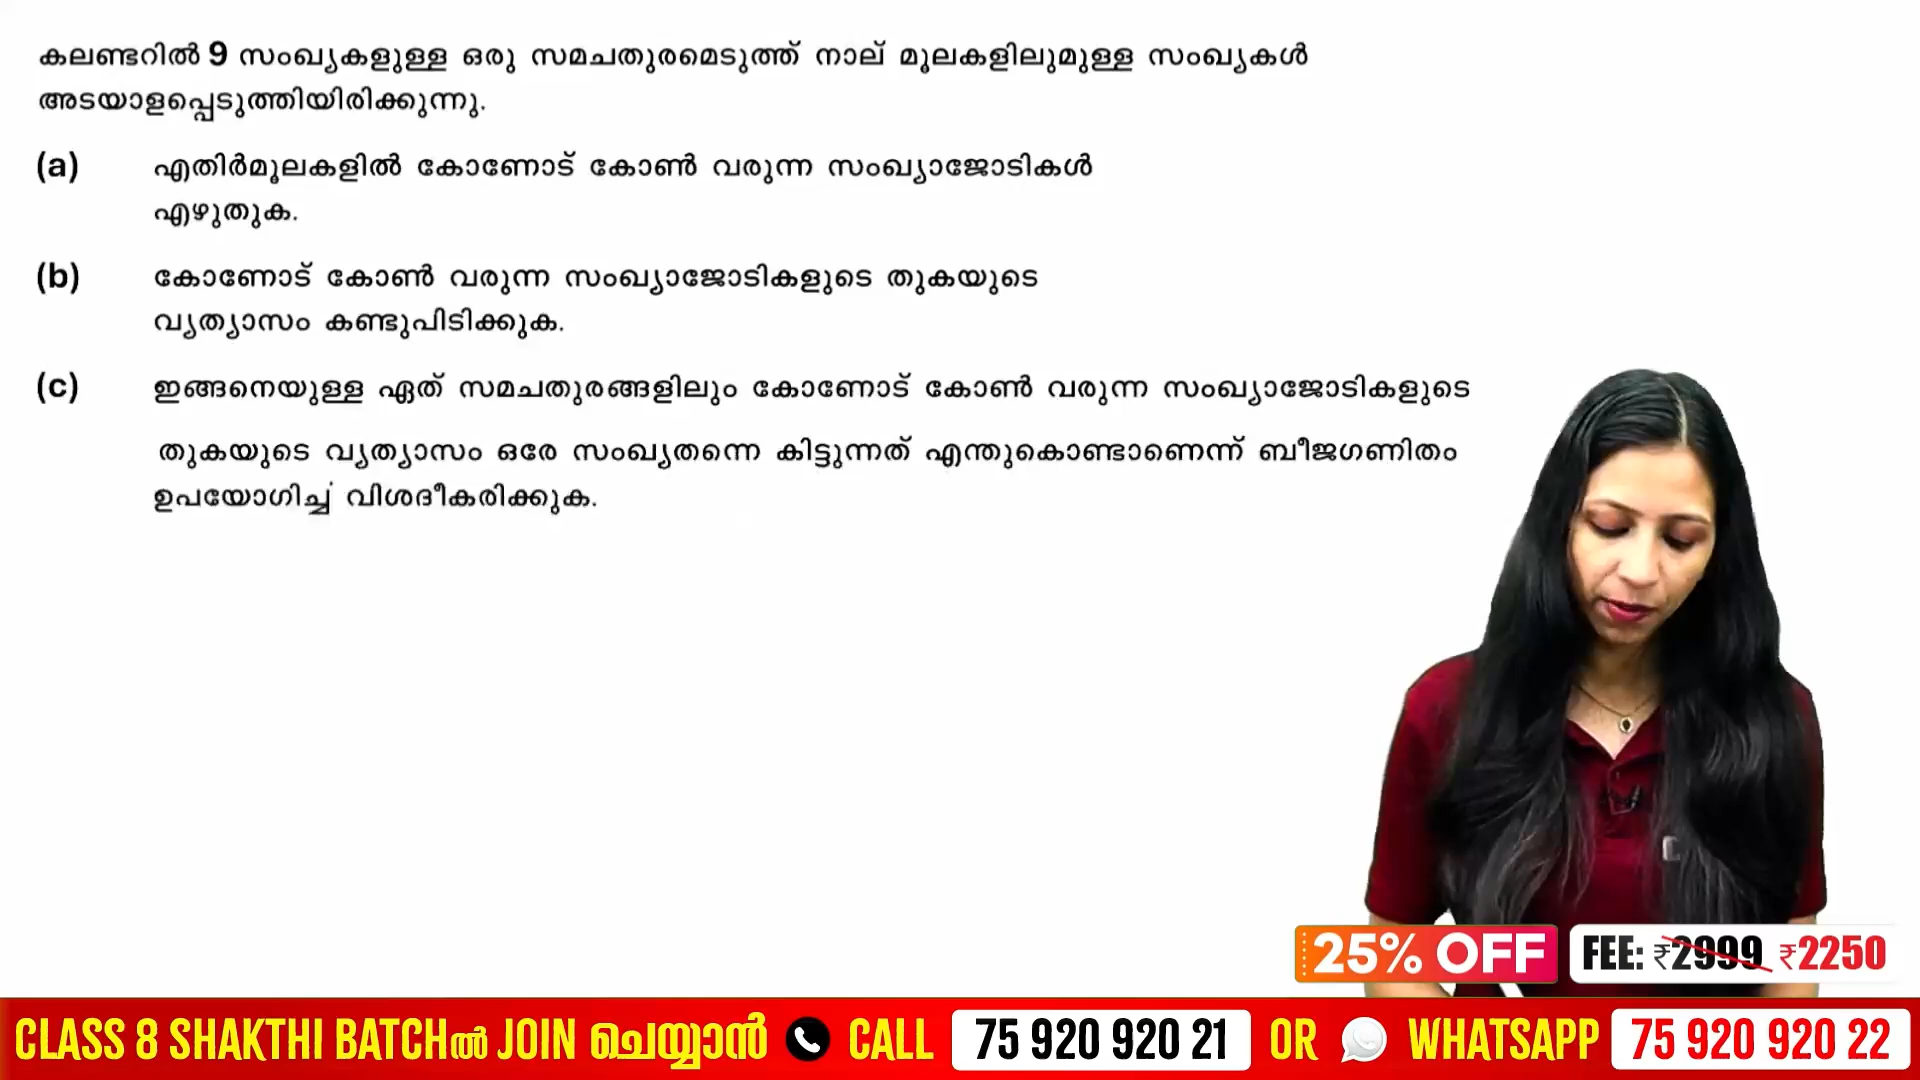 കലണ്ടറിൽ 9 സംഖ്യകളുള്ള ഒരു സമചതുരമെടുത്ത് നാല് മൂലകളിലുമുള്ള സംഖ്യകൾ
അടയാളപ്പെടുത്തിയിരിക്കുന്നു.
(a) എതിർമൂലകളിൽ കോണോട് കോൺ വരുന്ന സംഖ്യാജോടികൾ
എഴുതുക.
(b) കോണോട് കോൺ വരുന്ന സംഖ്യാജോടികളുടെ തുകയുടെ
വ്യത്യാസം കണ്ടുപിടിക്കുക.
(c) ഇങ്ങനെയുള്ള ഏത് സമചതുരങ്ങളിലും കോണോട് കോൺ വരുന്ന സംഖ്യാജോടികളുടെ
തുകയുടെ വ്യത്യാസം ഒരേ സംഖ്യതന്നെ കിട്ടുന്നത് എന്തുകൊണ്ടാണെന്ന് ബീജഗണിതം
ഉപയോഗിച്ച് വിശദീകരിക്കുക.
25% OFF FEE: ₹2999 ₹2250
CLASS 8 SHAKTHI BATCHൽ JOIN ചെയ്യാൻ CALL 75 920 920 21 OR WHATSAPP 75 920 920 22